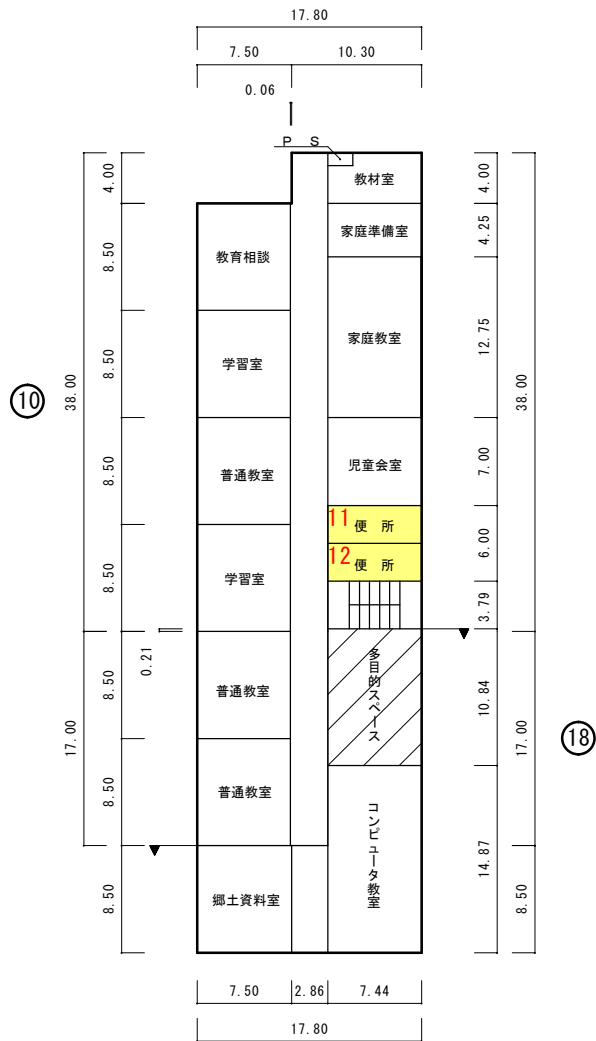 17.80
7.50
10.30
0.06
P S
4.00
教材室
4.00
8.50
教育相談
家庭準備室
4.25
8.50
学習室
家庭教室
12.75
10
38.00
38.00
8.50
普通教室
児童会室
7.00
11 便 所
6.00
8.50
学習室
12 便 所
3.79
0.21
8.50
普通教室
多目的スペース
10.84
17.00
17.00
18
8.50
普通教室
コンピュータ教室
14.87
8.50
郷土資料室
8.50
7.50
2.86
7.44
17.80